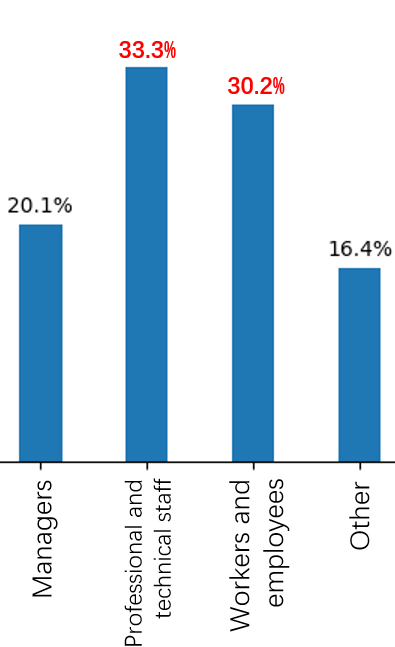 33.3%
30.2%
20.1%
16.4%
Managers
Professional and
technical staff
Workers and
employees
Other